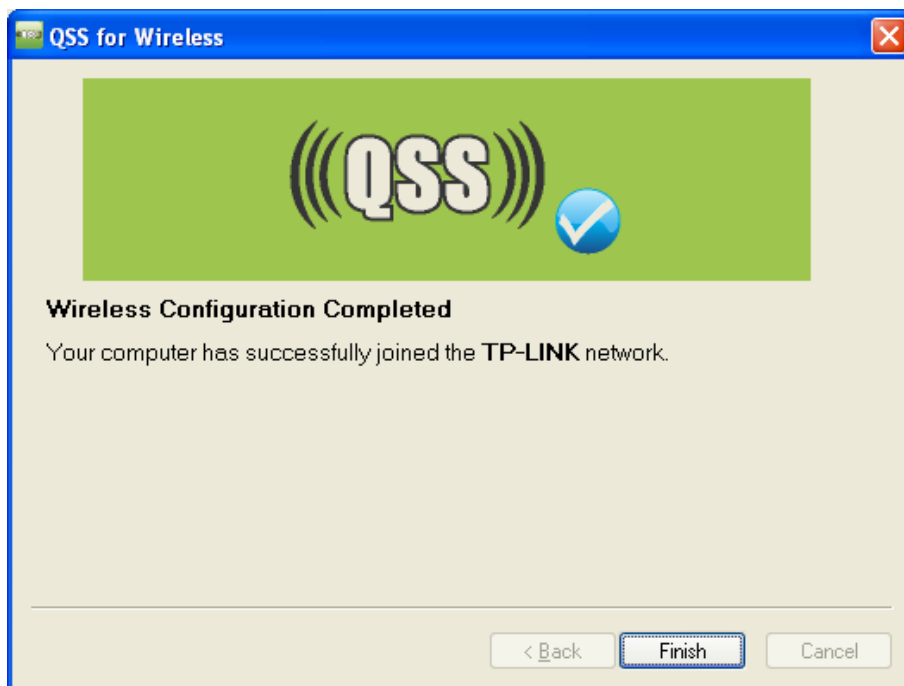 QSS for Wireless
(((QSS)))
Wireless Configuration Completed
Your computer has successfully joined the TP-LINK network.
< Back
Finish
Cancel